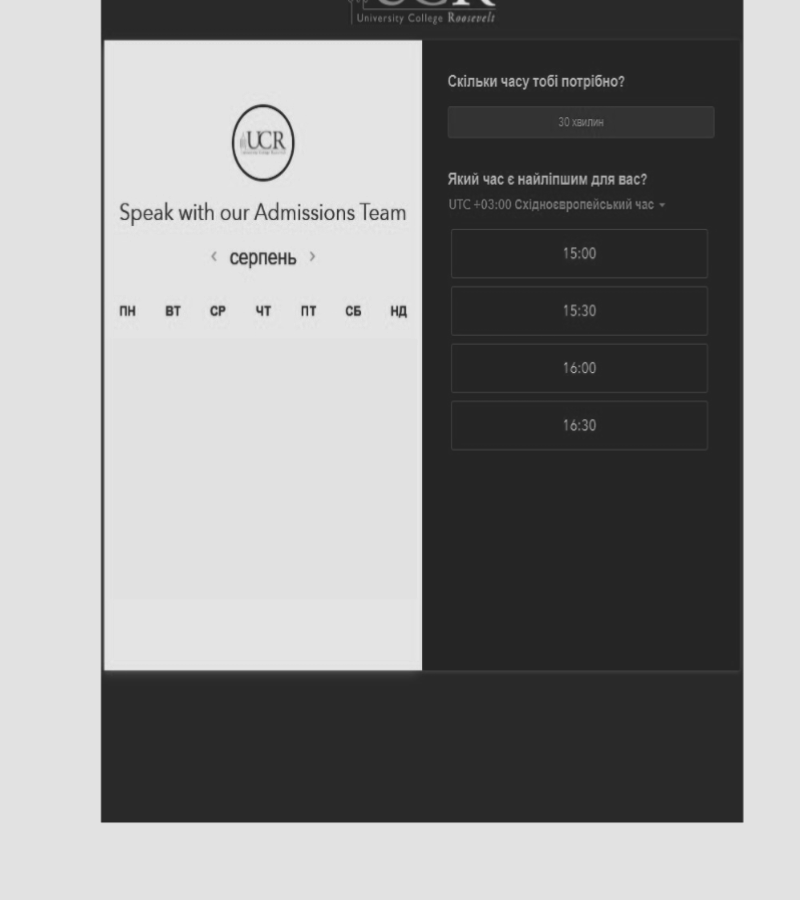 UCR
University College Roosevelt
UCR
Speak with our Admissions Team
серпень
ПН ВТ СР ЧТ ПТ СБ НД
Скільки часу тобі потрібно?
30 хвилин
Який час є найліпшим для вас?
UTC +03:00 Східноєвропейський час
15:00
15:30
16:00
16:30